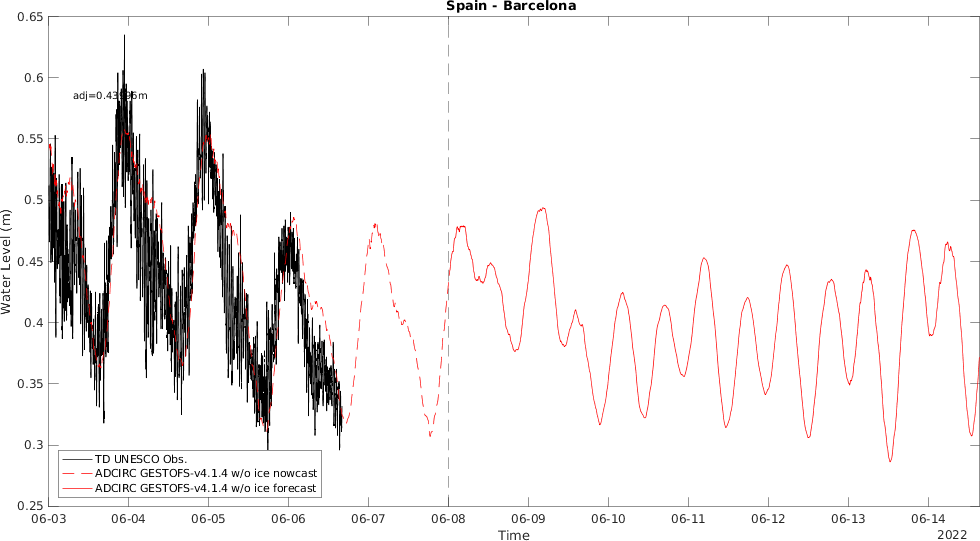 Spain - Barcelona
0.65
0.6
0.55
0.5
0.45
0.4
0.35
0.3
0.25
Water Level (m)
TD UNESCO Obs.
ADCIRC GESTOFS-v4.1.4 w/o ice nowcast
ADCIRC GESTOFS-v4.1.4 w/o ice forecast
06-03 06-04 06-05 06-06 06-07 06-08 06-09 06-10 06-11 06-12 06-13 06-14
Time
2022